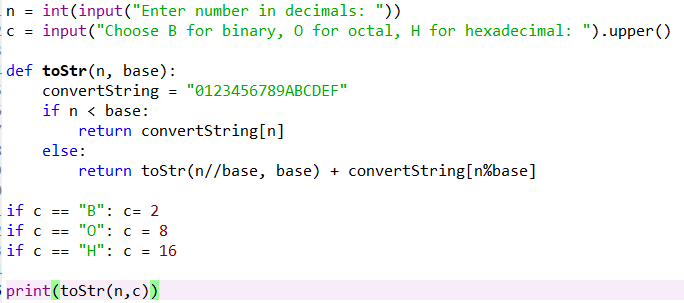 n = int(input("Enter number in decimals: "))
c = input("Choose B for binary, O for octal, H for hexadecimal: ").upper()
def toStr(n, base):
    convertString = "0123456789ABCDEF"
    if n < base:
        return convertString[n]
    else:
        return toStr(n//base, base) + convertString[n%base]
if c == "B": c= 2
if c == "O": c = 8
if c == "H": c = 16
print(toStr(n,c))